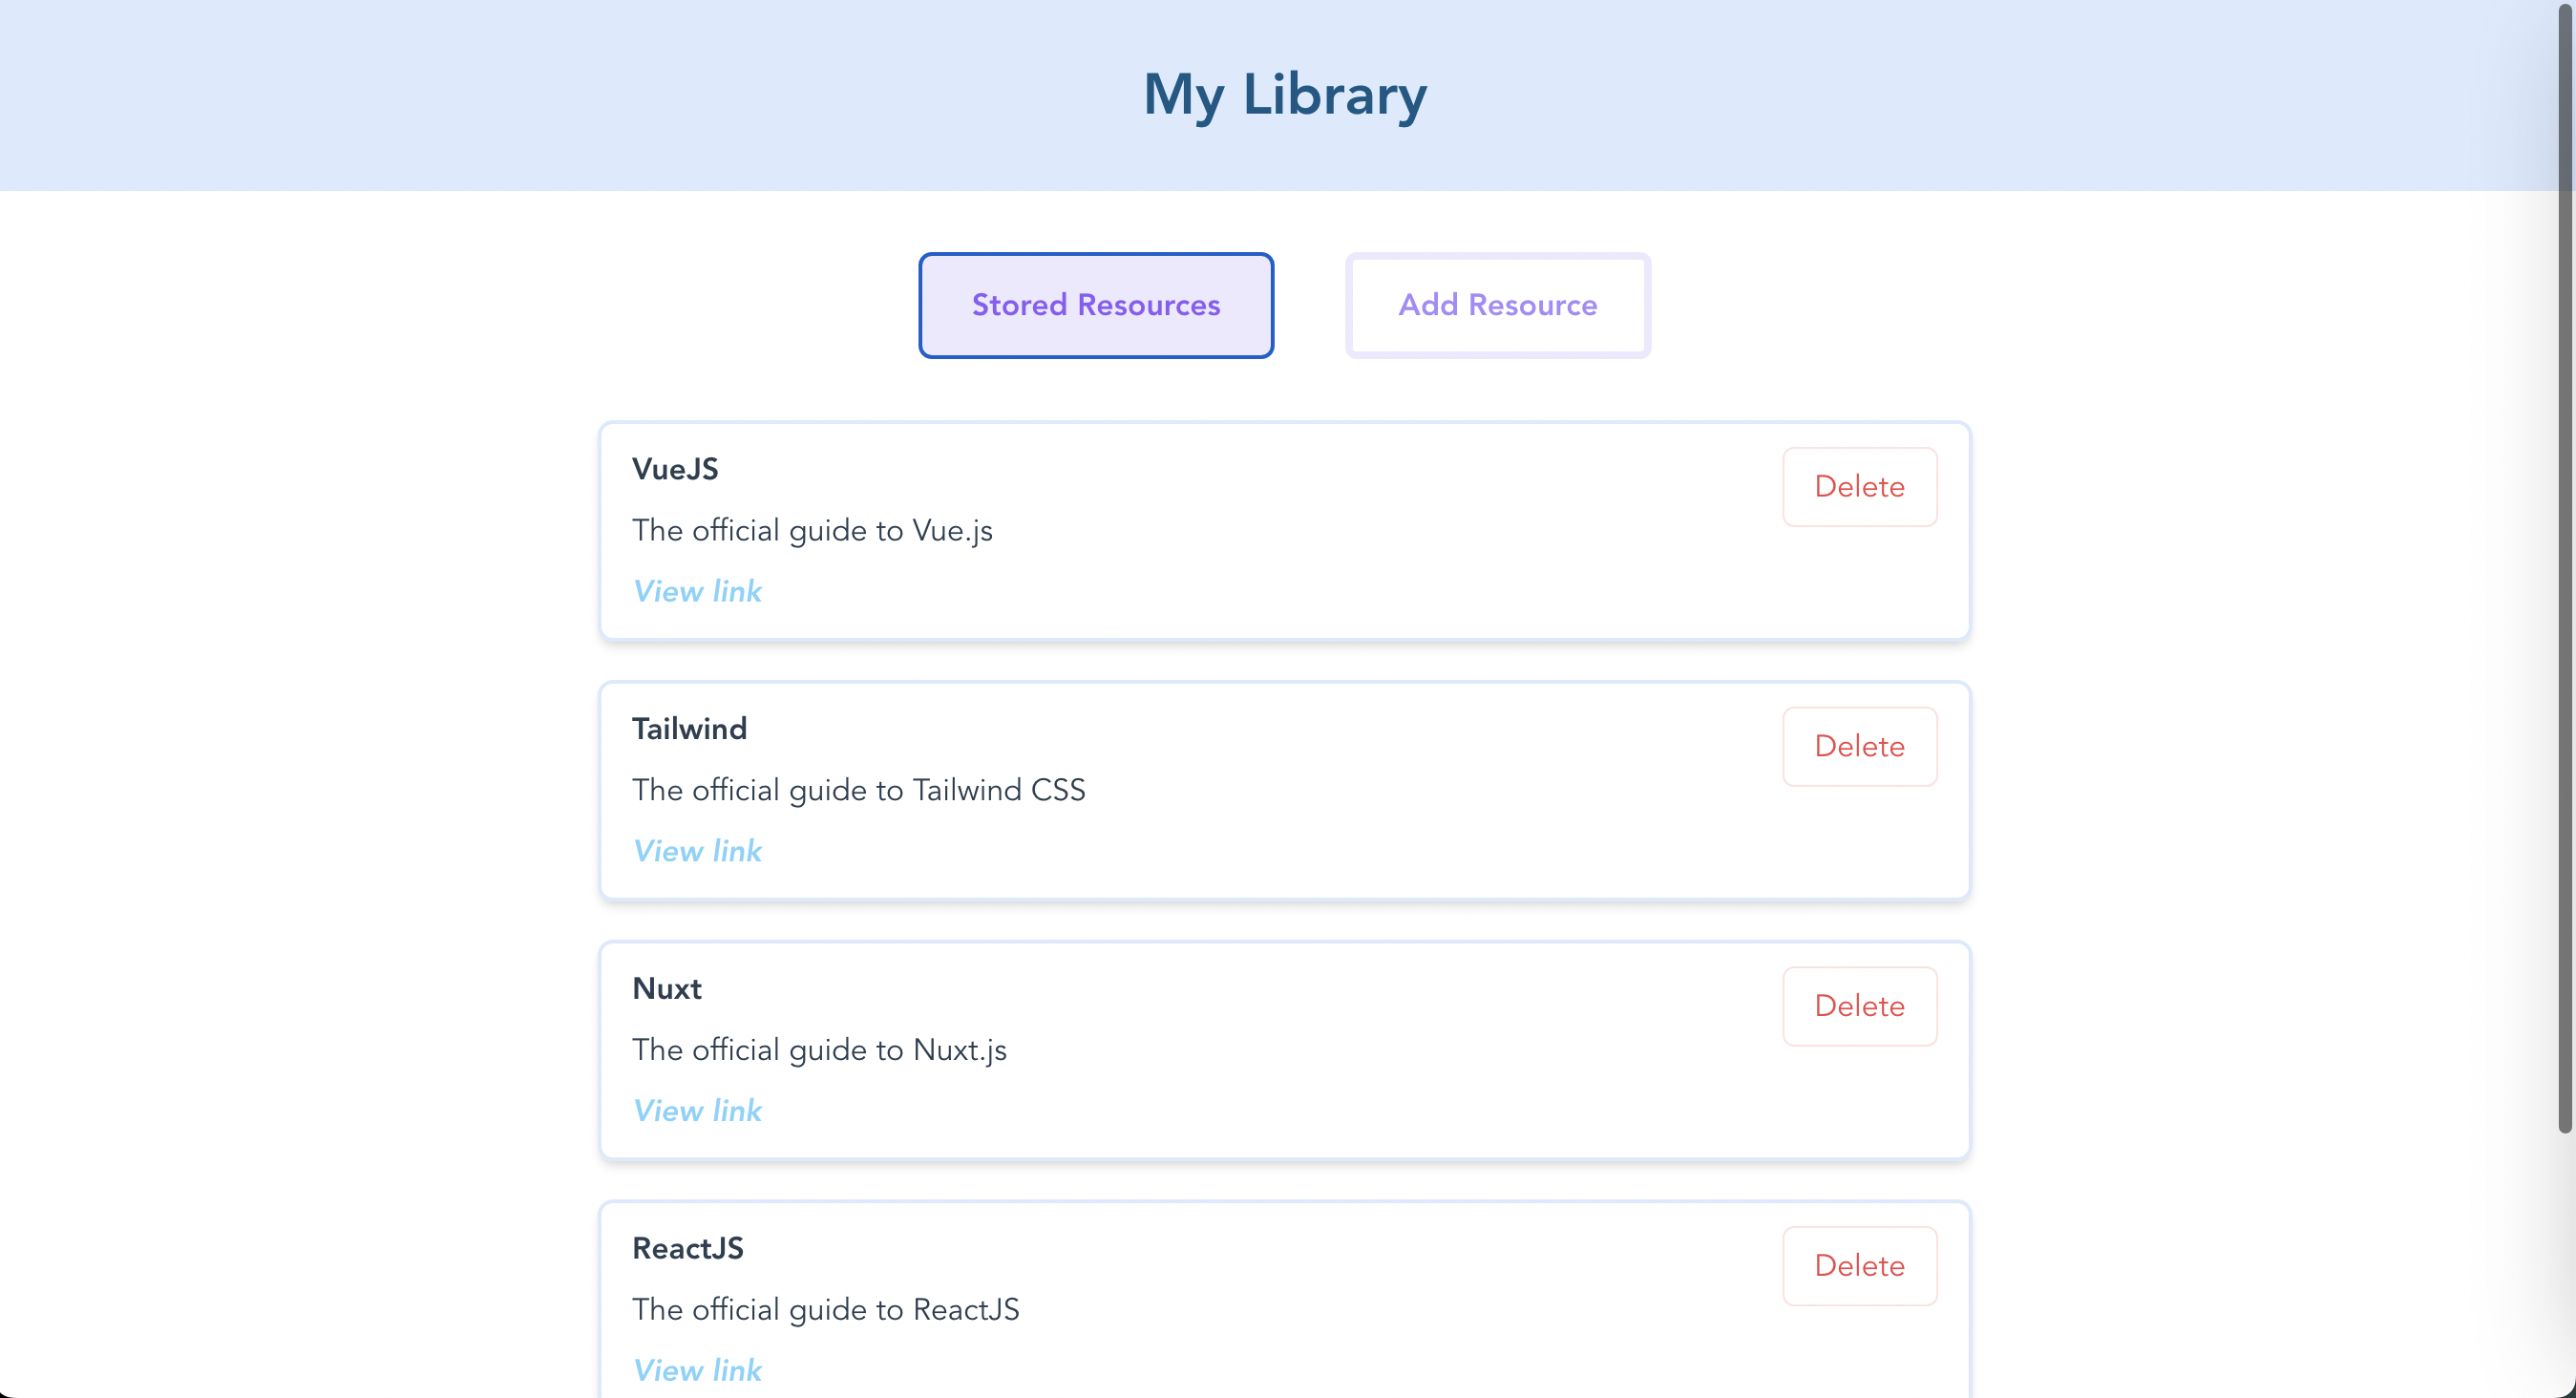 My Library
Stored Resources
Add Resource
VueJS
Delete
The official guide to Vue.js
View link
Tailwind
Delete
The official guide to Tailwind CSS
View link
Nuxt
Delete
The official guide to Nuxt.js
View link
ReactJS
Delete
The official guide to ReactJS
View link